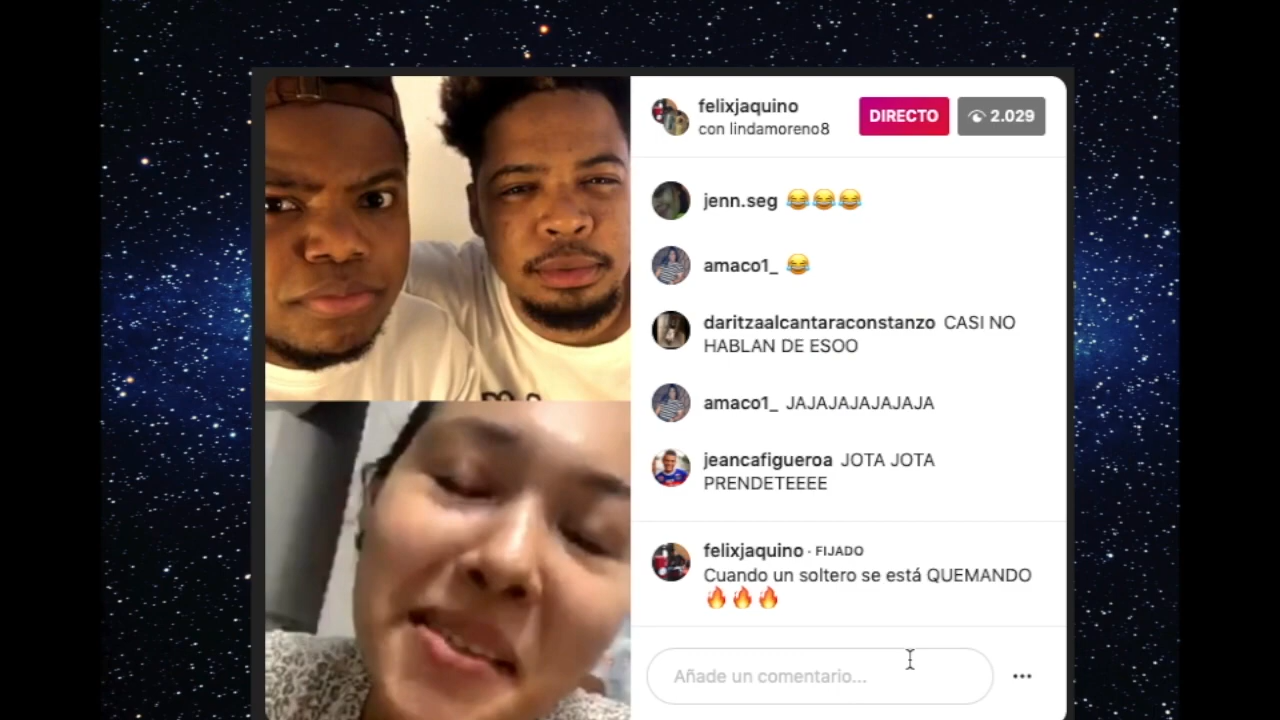 felixjaquino
con lindamoreno8
DIRECTO
2.029
jenn.seg 😂😂😂
amaco1_ 😂
daritzaalcantaraconstanzo CASI NO
HABLAN DE ESOO
amaco1_ JAJAJAJAJAJAJA
jeancafigueroa JOTA JOTA
PRENDETEEEE
felixjaquino · FIJADO
Cuando un soltero se está QUEMANDO
🔥🔥🔥
Añade un comentario...